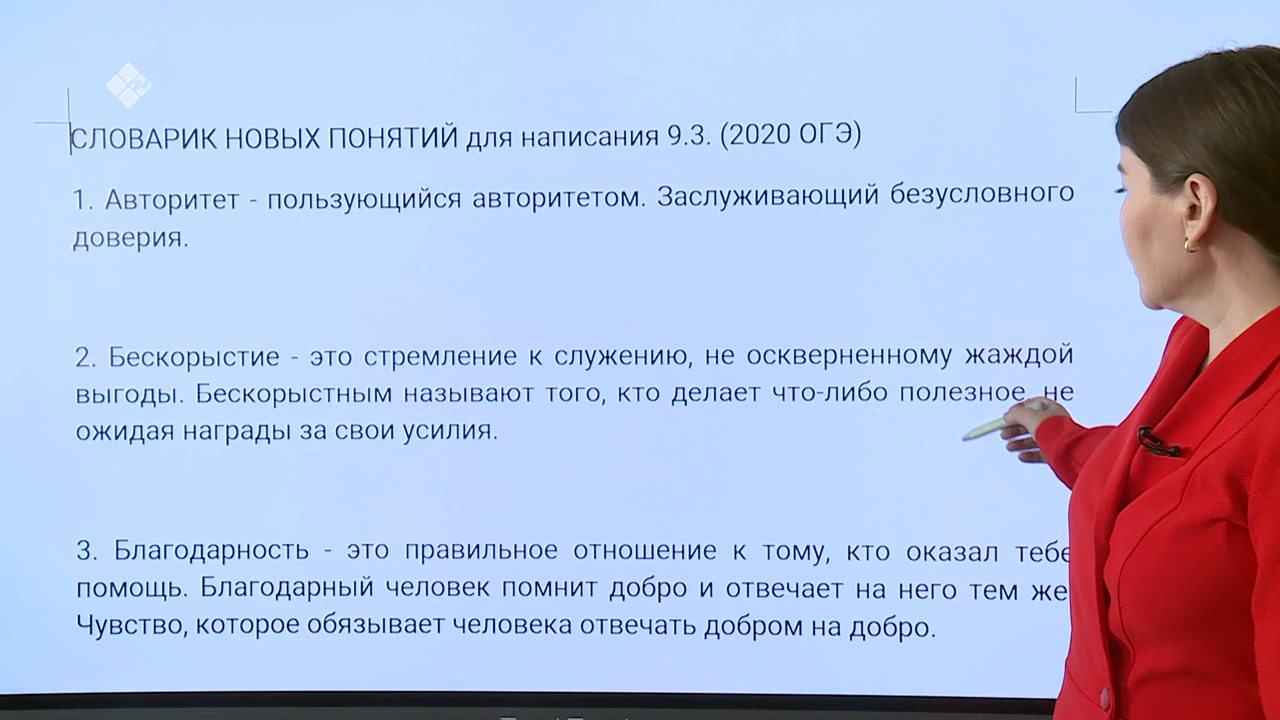 24
СЛОВАРИК НОВЫХ ПОНЯТИЙ для написания 9.3. (2020 ОГЭ)
1. Авторитет - пользующийся авторитетом. Заслуживающий безусловного
доверия.
2. Бескорыстие - это стремление к служению, не оскверненному жаждой
выгоды. Бескорыстным называют того, кто делает что-либо полезное, не
ожидая награды за свои усилия.
3. Благодарность - это правильное отношение к тому, кто оказал тебе
помощь. Благодарный человек помнит добро и отвечает на него тем же
Чувство, которое обязывает человека отвечать добром на добро.